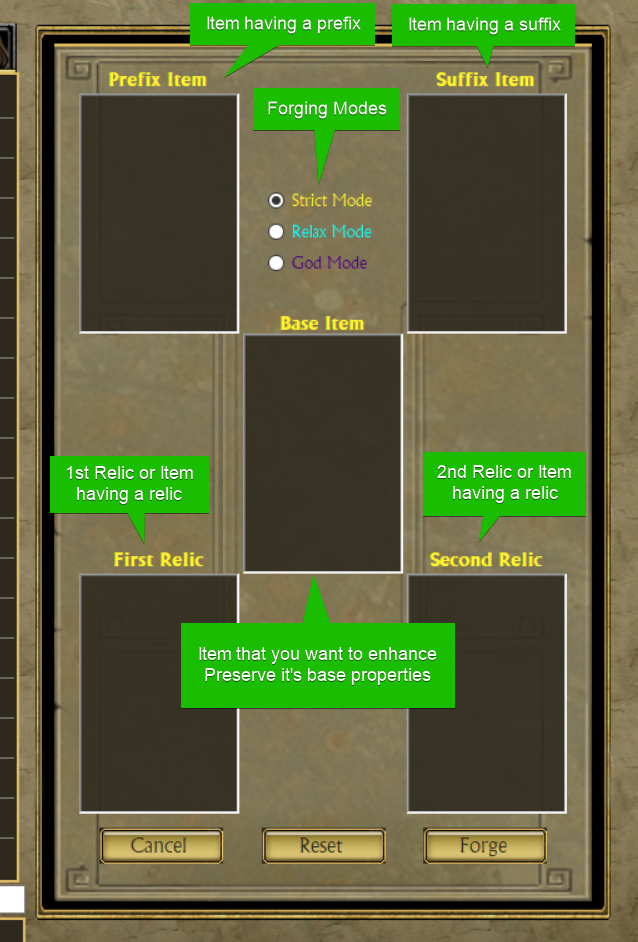 Item having a prefix
Item having a suffix
Prefix Item
Suffix Item
Forging Modes
Strict Mode
Relax Mode
God Mode
Base Item
1st Relic or Item
having a relic
2nd Relic or Item
having a relic
First Relic
Second Relic
Item that you want to enhance
Preserve it's base properties
Cancel
Reset
Forge